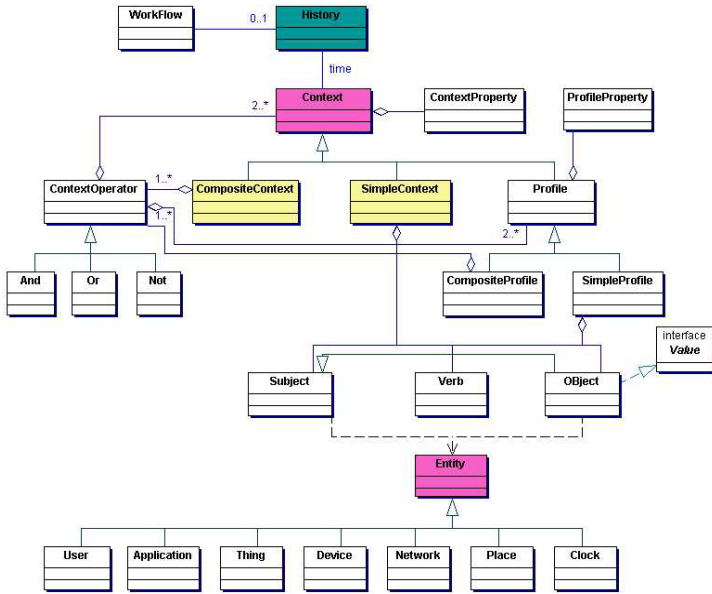 WorkFlow
0..1
History
time
Context
2..*
ContextProperty
ProfileProperty
ContextOperator
1..*
1..*
CompositeContext
SimpleContext
Profile
2..*
And
Or
Not
CompositeProfile
SimpleProfile
interface
Value
Subject
Verb
OBject
Entity
User
Application
Thing
Device
Network
Place
Clock